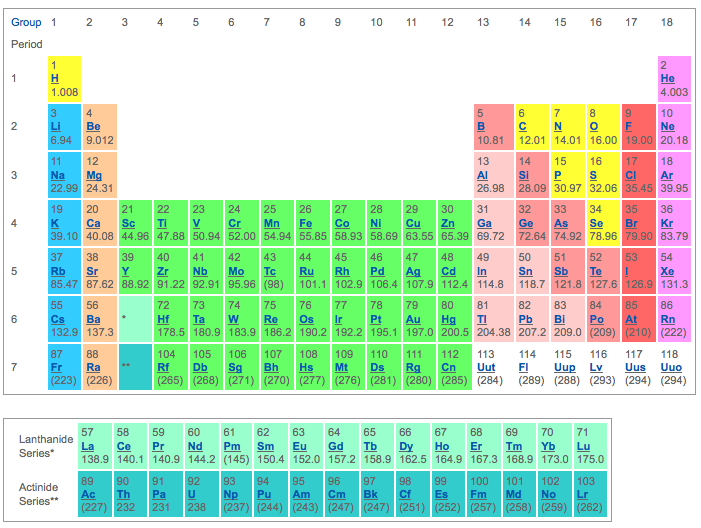 Group 1 2 3 4 5 6 7 8 9 10 11 12 13 14 15 16 17 18
Period
1 2
1 H He
1.008 4.003
3 4 5 6 7 8 9 10
2 Li Be B C N O F Ne
6.94 9.012 10.81 12.01 14.01 16.00 19.00 20.18
11 12 13 14 15 16 17 18
3 Na Mg Al Si P S Cl Ar
22.99 24.31 26.98 28.09 30.97 32.06 35.45 39.95
19 20 21 22 23 24 25 26 27 28 29 30 31 32 33 34 35 36
4 K Ca Sc Ti V Cr Mn Fe Co Ni Cu Zn Ga Ge As Se Br Kr
39.10 40.08 44.96 47.88 50.94 52.00 54.94 55.85 58.93 58.69 63.55 65.39 69.72 72.64 74.92 78.96 79.90 83.79
37 38 39 40 41 42 43 44 45 46 47 48 49 50 51 52 53 54
5 Rb Sr Y Zr Nb Mo Tc Ru Rh Pd Ag Cd In Sn Sb Te I Xe
85.47 87.62 88.92 91.22 92.91 95.96 (98) 101.1 102.9 106.4 107.9 112.4 114.8 118.7 121.8 127.6 126.9 131.3
55 56 72 73 74 75 76 77 78 79 80 81 82 83 84 85 86
6 Cs Ba * Hf Ta W Re Os Ir Pt Au Hg Tl Pb Bi Po At Rn
132.9 137.3 178.5 180.9 183.9 186.2 190.2 192.2 195.1 197.0 200.5 204.38 207.2 209.0 (209) (210) (222)
87 88 104 105 106 107 108 109 110 111 112 113 114 115 116 117 118
7 Fr Ra ** Rf Db Sg Bh Hs Mt Ds Rg Cn Uut Fl Uup Lv Uus Uuo
(223) (226) (265) (268) (271) (270) (277) (276) (281) (280) (285) (284) (289) (288) (293) (294) (294)
57 58 59 60 61 62 63 64 65 66 67 68 69 70 71
Lanthanide La Ce Pr Nd Pm Sm Eu Gd Tb Dy Ho Er Tm Yb Lu
Series* 138.9 140.1 140.9 144.2 (145) 150.4 152.0 157.2 158.9 162.5 164.9 167.3 168.9 173.0 175.0
89 90 91 92 93 94 95 96 97 98 99 100 101 102 103
Actinide Ac Th Pa U Np Pu Am Cm Bk Cf Es Fm Md No Lr
Series** (227) 232 231 238 (237) (244) (243) (247) (247) (251) (252) (257) (258) (259) (262)